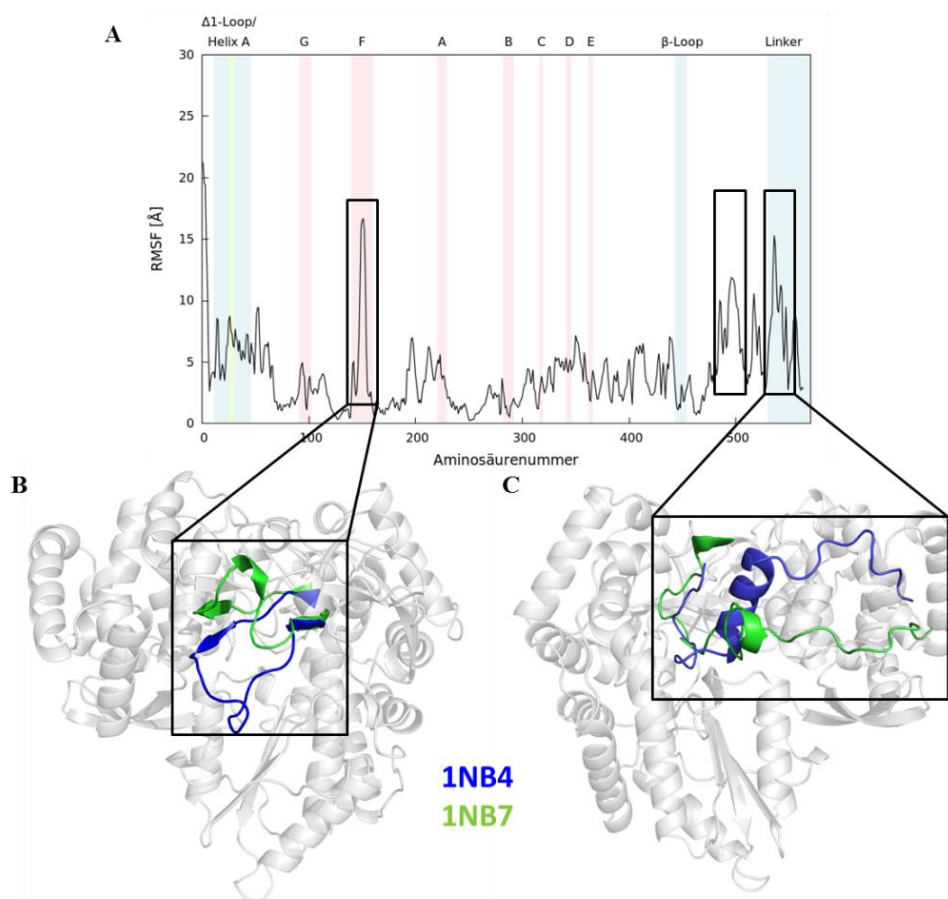 Δ1-Loop/
A
Helix A G F A B C D E β-Loop Linker
30
25
20
15
10
5
0
RMSF [Å]
0 100 200 300 400 500
Aminosäurenummer
B C
1NB4
1NB7